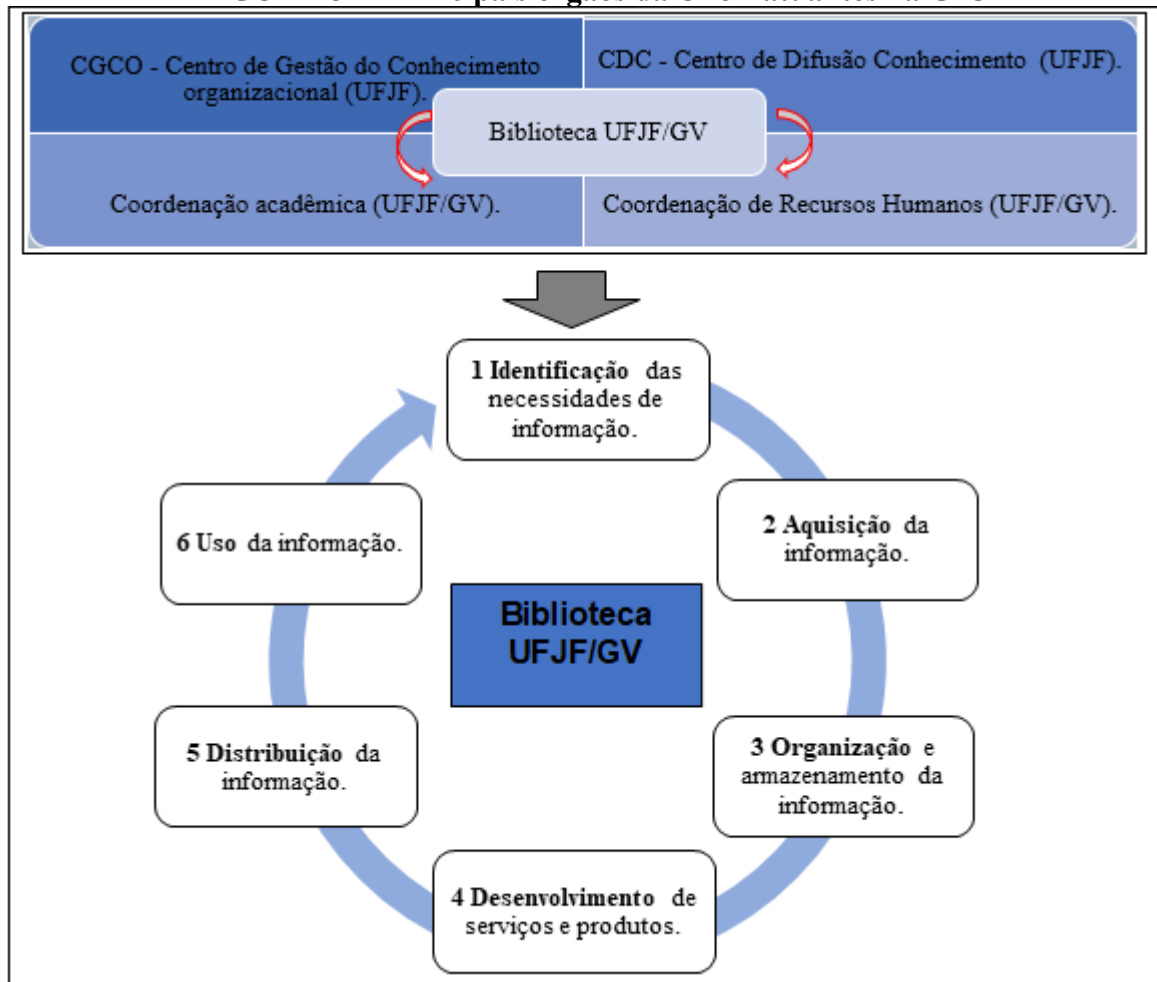 CGCO - Centro de Gestão do Conhecimento
organizacional (UFJF).
CDC - Centro de Difusão Conhecimento (UFJF).
Biblioteca UFJF/GV
Coordenação acadêmica (UFJF/GV).
Coordenação de Recursos Humanos (UFJF/GV).
1 Identificação das
necessidades de
informação.
2 Aquisição da
informação.
3 Organização e
armazenamento da
informação.
4 Desenvolvimento de
serviços e produtos.
5 Distribuição da
informação.
6 Uso da informação.
Biblioteca
UFJF/GV